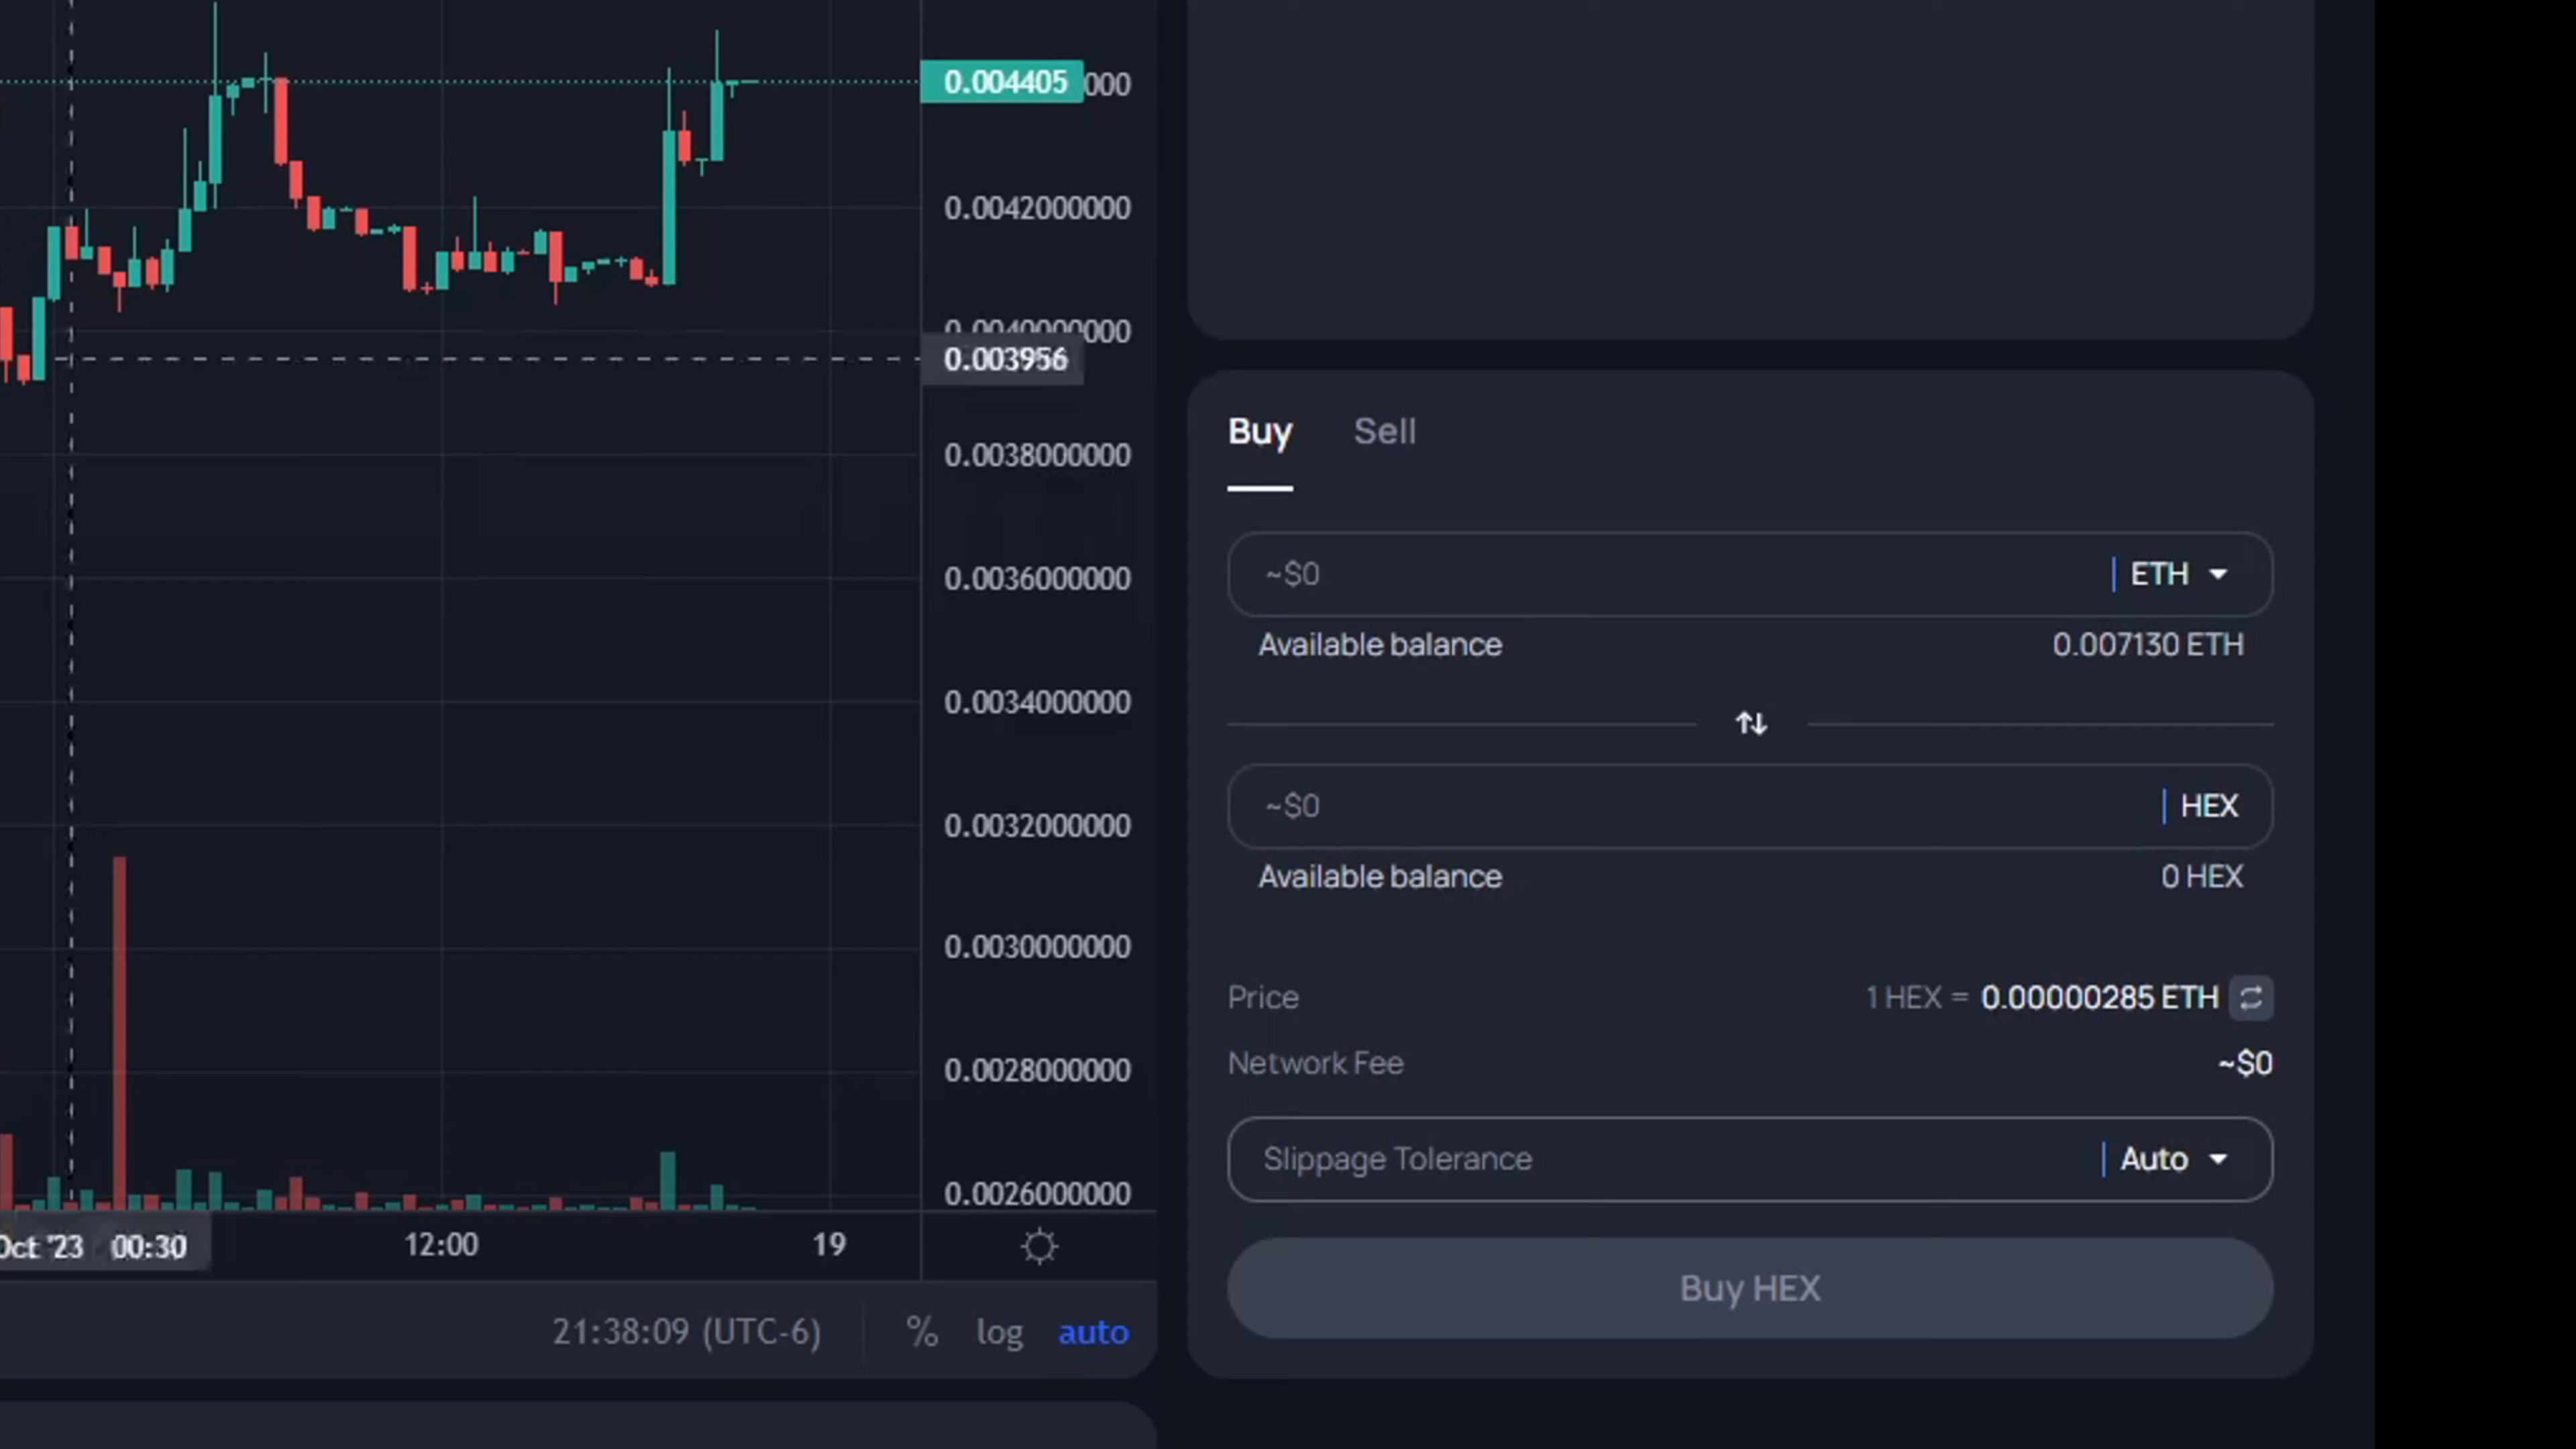 0.004405
000
0.0042000000
0.0040000000
0.003956
0.0038000000
0.0036000000
0.0034000000
0.0032000000
0.0030000000
0.0028000000
0.0026000000
Oct '23 00:30
12:00
19
21:38:09 (UTC-6)
%
log
auto
Buy
Sell
~$0
ETH
Available balance
0.007130 ETH
~$0
HEX
Available balance
0 HEX
Price
1 HEX = 0.00000285 ETH
Network Fee
~$0
Slippage Tolerance
Auto
Buy HEX